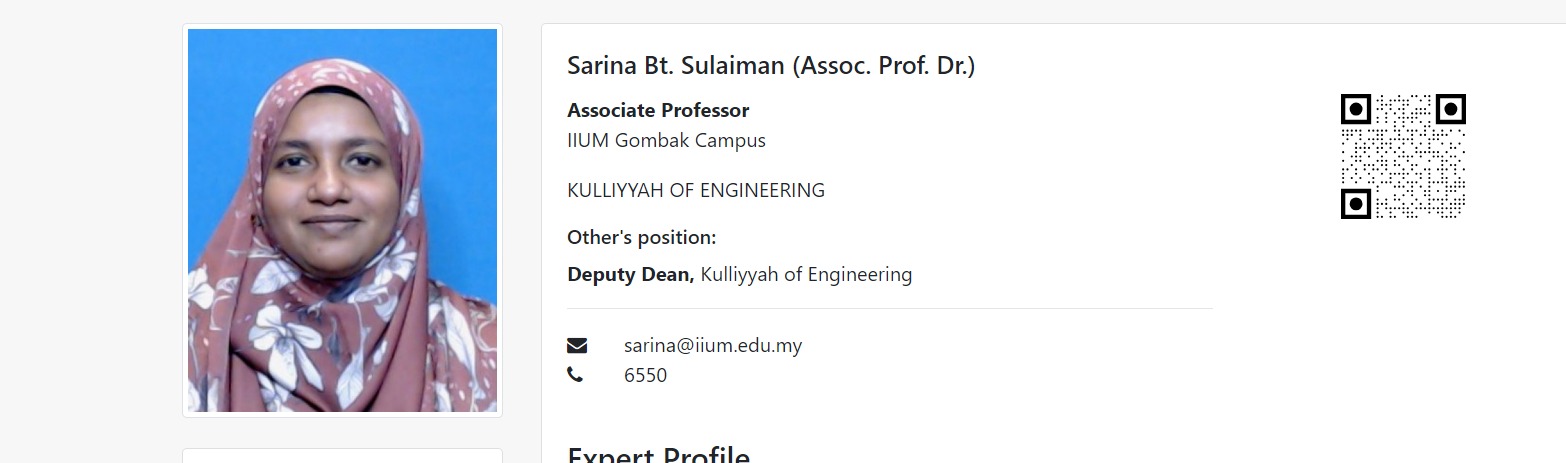 Sarina Bt. Sulaiman (Assoc. Prof. Dr.)
Associate Professor
IIUM Gombak Campus
KULLIYYAH OF ENGINEERING
Other's position:
Deputy Dean, Kulliyyah of Engineering
sarina@iium.edu.my
6550
Expert Profile